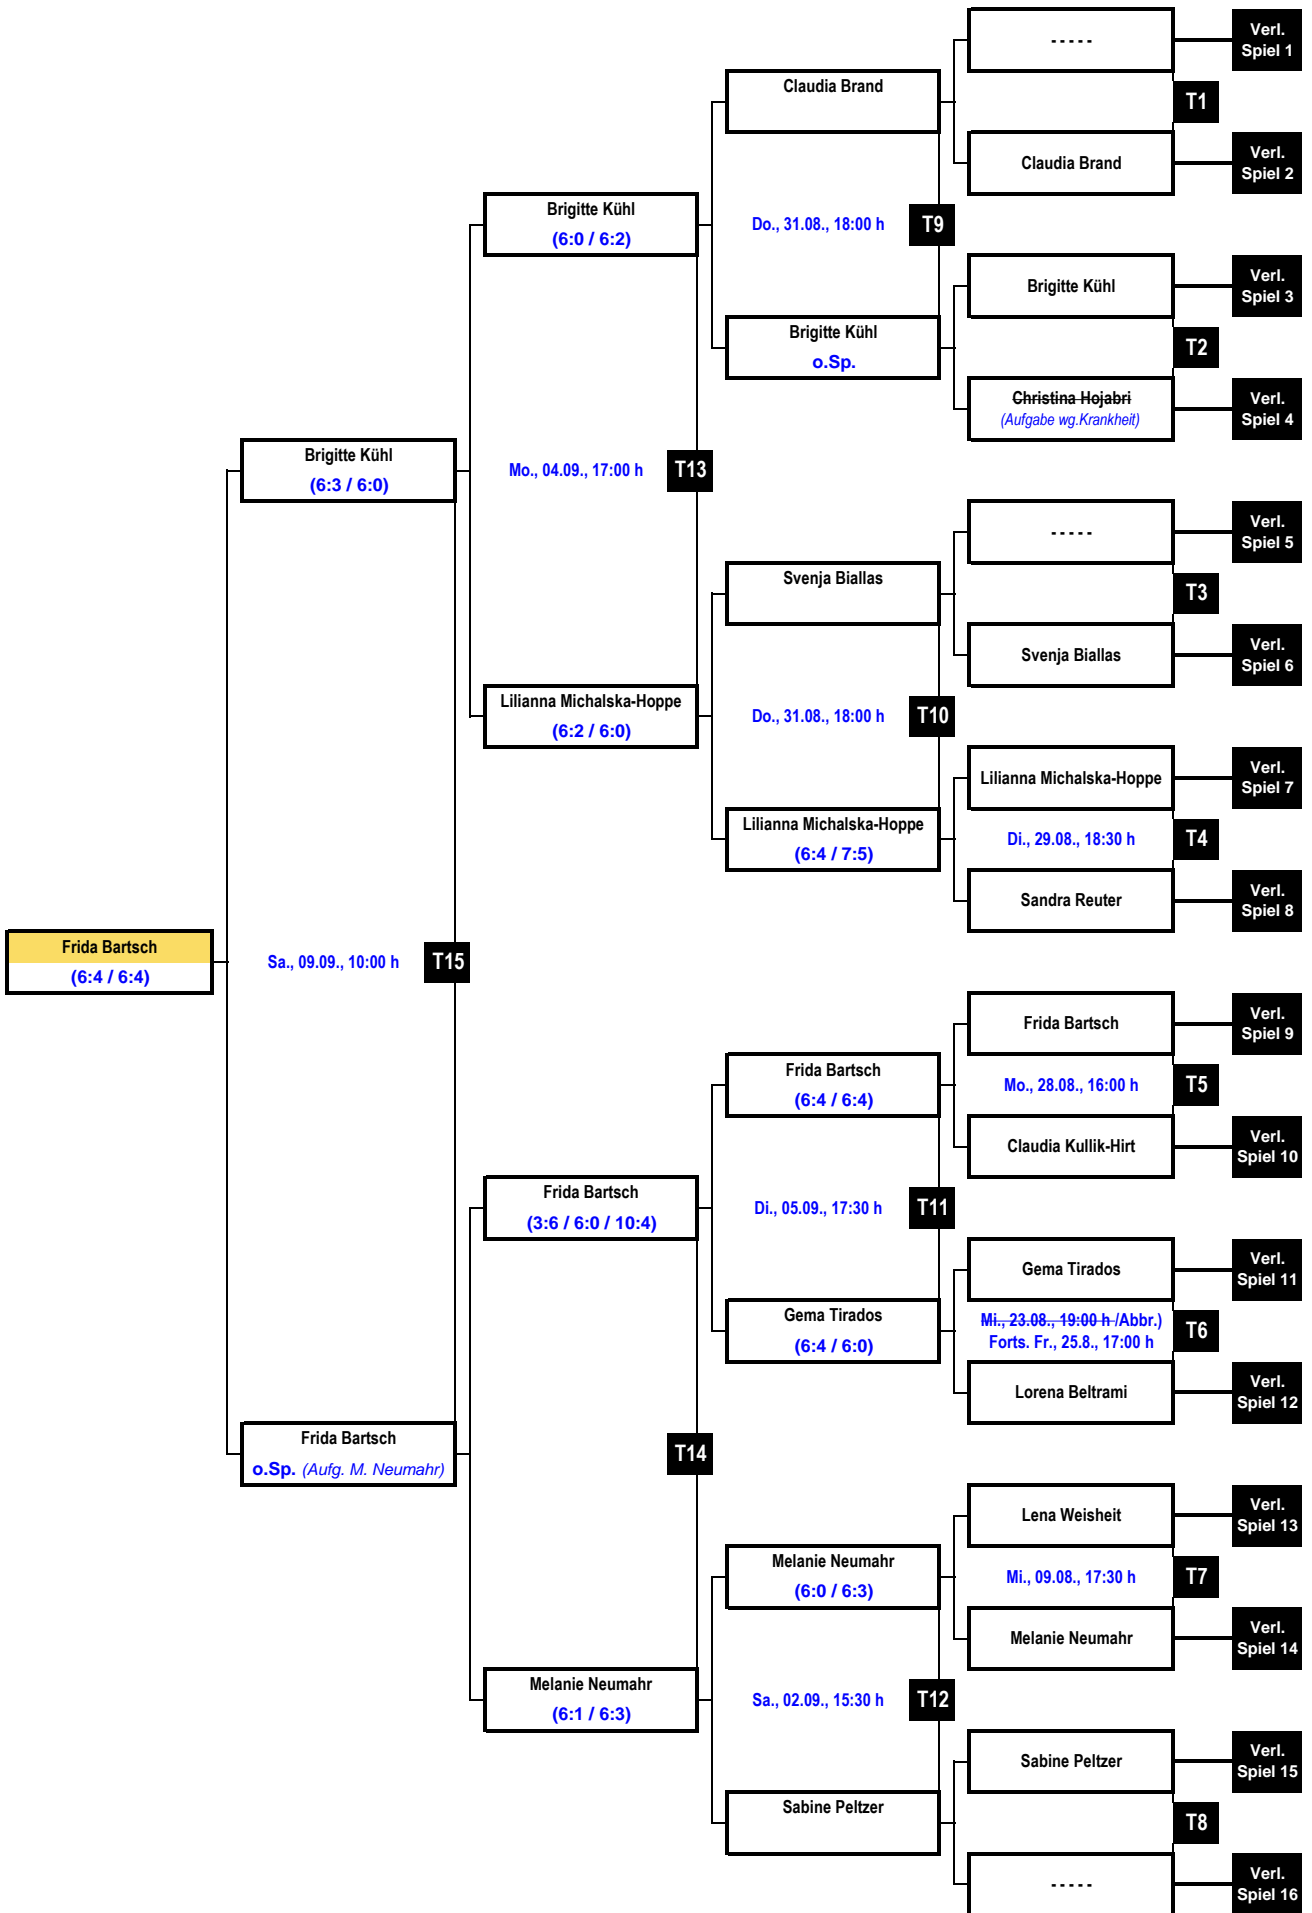 - - - - -
Verl.
Spiel 1
Claudia Brand
T1
Claudia Brand
Verl.
Spiel 2
Brigitte Kühl
(6:0 / 6:2)
Do., 31.08., 18:00 h
T9
Brigitte Kühl
Verl.
Spiel 3
Brigitte Kühl
o.Sp.
T2
Christina Hojabri
(Aufgabe wg.Krankheit)
Verl.
Spiel 4
Brigitte Kühl
(6:3 / 6:0)
Mo., 04.09., 17:00 h
T13
- - - - -
Verl.
Spiel 5
Svenja Biallas
T3
Svenja Biallas
Verl.
Spiel 6
Lilianna Michalska-Hoppe
(6:2 / 6:0)
Do., 31.08., 18:00 h
T10
Lilianna Michalska-Hoppe
Verl.
Spiel 7
Lilianna Michalska-Hoppe
(6:4 / 7:5)
Di., 29.08., 18:30 h
T4
Sandra Reuter
Verl.
Spiel 8
Frida Bartsch
(6:4 / 6:4)
Sa., 09.09., 10:00 h
T15
Frida Bartsch
Verl.
Spiel 9
Frida Bartsch
(6:4 / 6:4)
Mo., 28.08., 16:00 h
T5
Claudia Kullik-Hirt
Verl.
Spiel 10
Frida Bartsch
(3:6 / 6:0 / 10:4)
Di., 05.09., 17:30 h
T11
Gema Tirados
Verl.
Spiel 11
Gema Tirados
(6:4 / 6:0)
Mi., 23.08., 19:00 h /Abbr.)
Forts. Fr., 25.8., 17:00 h
T6
Lorena Beltrami
Verl.
Spiel 12
Frida Bartsch
o.Sp. (Aufg. M. Neumahr)
T14
Lena Weisheit
Verl.
Spiel 13
Melanie Neumahr
(6:0 / 6:3)
Mi., 09.08., 17:30 h
T7
Melanie Neumahr
Verl.
Spiel 14
Melanie Neumahr
(6:1 / 6:3)
Sa., 02.09., 15:30 h
T12
Sabine Peltzer
Verl.
Spiel 15
Sabine Peltzer
T8
- - - - -
Verl.
Spiel 16